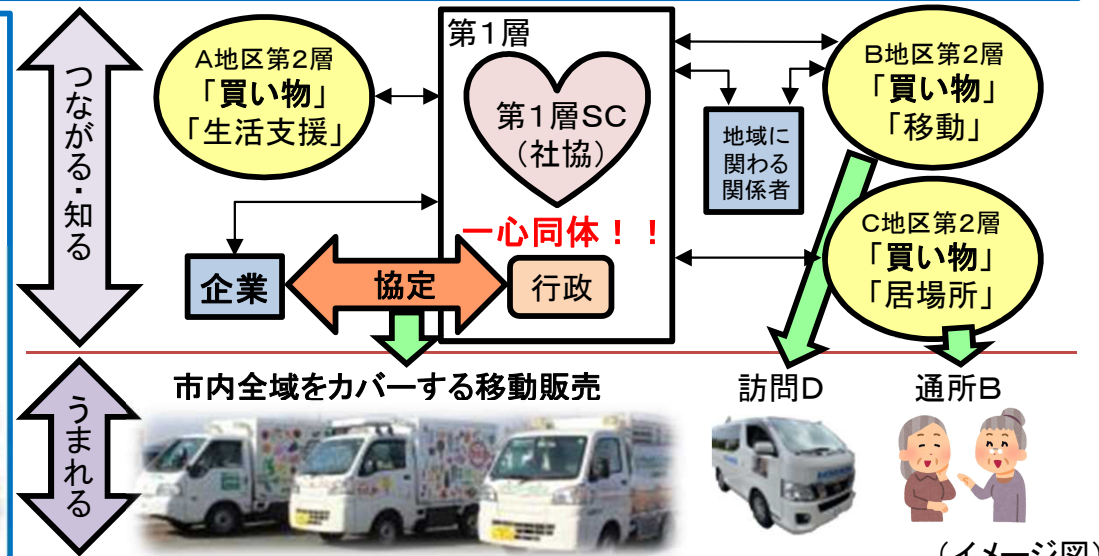 つながる・知る
A地区第2層
「買い物」
「生活支援」
第1層
第1層SC
(社協)
一心同体！！
行政
企業
協定
地域に
関わる
関係者
B地区第2層
「買い物」
「移動」
C地区第2層
「買い物」
「居場所」
うまれる
市内全域をカバーする移動販売
訪問D
通所B
(イメージ図)